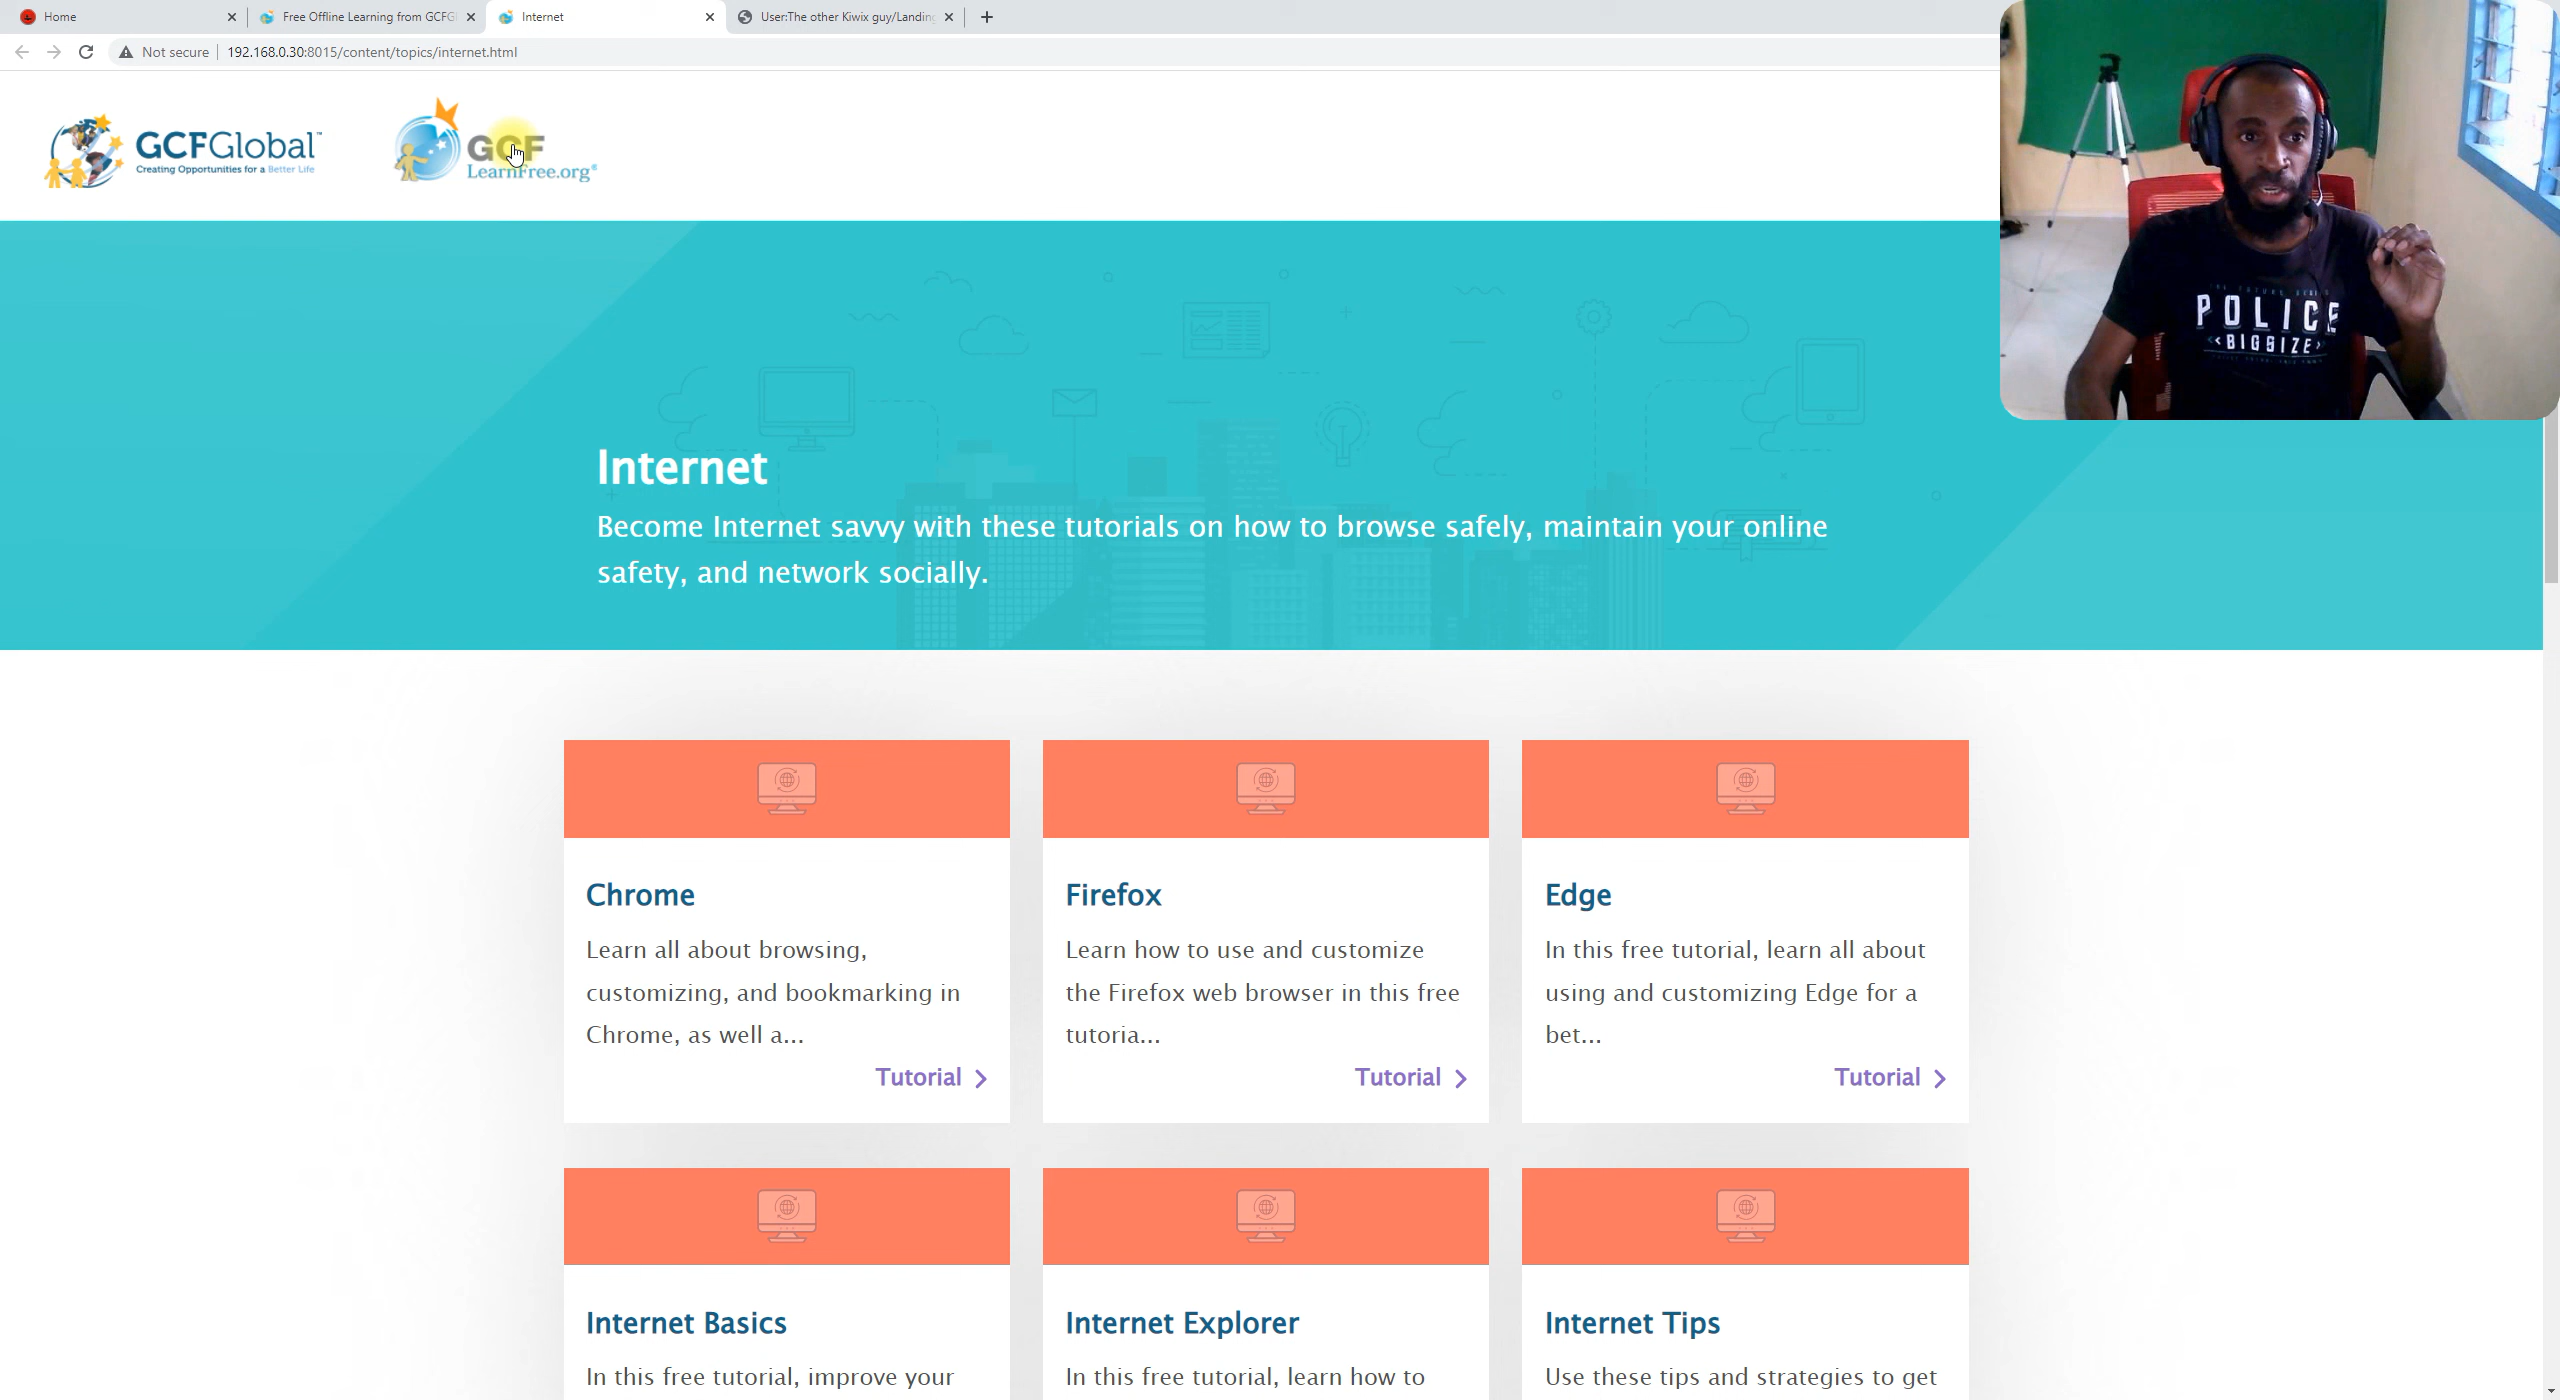 Home
Free Offline Learning from GCFGl
Internet
User:The other Kiwix guy/Landing
Not secure
192.168.0.30:8015/content/topics/internet.html
GCFGlobal™
Creating Opportunities for a Better Life
GCF
LearnFree.org®
POLICE
<BIGSIZE>
Internet
Become Internet savvy with these tutorials on how to browse safely, maintain your online
safety, and network socially.
Chrome
Learn all about browsing,
customizing, and bookmarking in
Chrome, as well a...
Tutorial
Firefox
Learn how to use and customize
the Firefox web browser in this free
tutoria...
Tutorial
Edge
In this free tutorial, learn all about
using and customizing Edge for a
bet...
Tutorial
Internet Basics
In this free tutorial, improve your
Internet Explorer
In this free tutorial, learn how to
Internet Tips
Use these tips and strategies to get